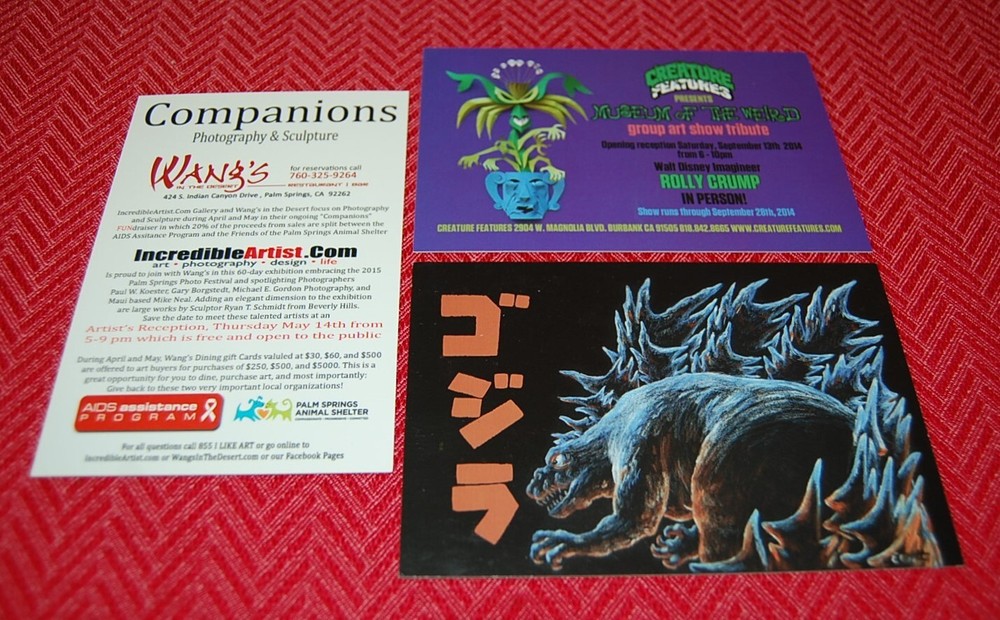 Companions
Photography & Sculpture
WANG'S
IN THE DESERT
for reservations call
760-325-9264
RESTAURANT | BAR
424 S. Indian Canyon Drive , Palm Springs, CA 92262
IncredibleArtist.Com Gallery and Wang's in the Desert focus on Photography
and Sculpture during April and May in their ongoing "Companions"
FUNdraiser in which 20% of the proceeds from sales are split between the
AIDS Assitance Program and the Friends of the Palm Springs Animal Shelter
IncredibleArtist.Com
art • photography • design • life
Is proud to join with Wang's in this 60-day exhibition embracing the 2015
Palm Springs Photo Festival and spotlighting Photographers
Paul W. Koester, Gary Borgstedt, Michael E. Gordon Photography, and
Maui based Mike Neal. Adding an elegant dimension to the exhibition
are large works by Sculptor Ryan T. Schmidt from Beverly Hills.
Save the date to meet these talented artists at an
Artist's Reception, Thursday May 14th from
5-9 pm which is free and open to the public
During April and May, Wang's Dining gift Cards valuled at $30, $60, and $500
are offered to art buyers for purchases of $250, $500, and $5000. This is a
great opportunity for you to dine, purchase art, and most importantly:
Give back to these two very important local organizations!
AIDS assistance
PROGRAM
PALM SPRINGS
ANIMAL SHELTER
For all questions call 855 I LIKE ART or go online to
IncredibleArtist.com or WangsInTheDesert.com or our Facebook Pages
CREATURE
FEATURES
PRESENTS
MUSEUM OF THE WEIRD
group art show tribute
Opening reception Saturday, September 13th 2014
from 6 - 10pm
Walt Disney Imagineer
ROLLY CRUMP
IN PERSON!
Show runs through September 28th, 2014
CREATURE FEATURES 2904 W. MAGNOLIA BLVD. BURBANK CA 91505 818.842.8665 WWW.CREATUREFEATURES.COM
ゴジラ